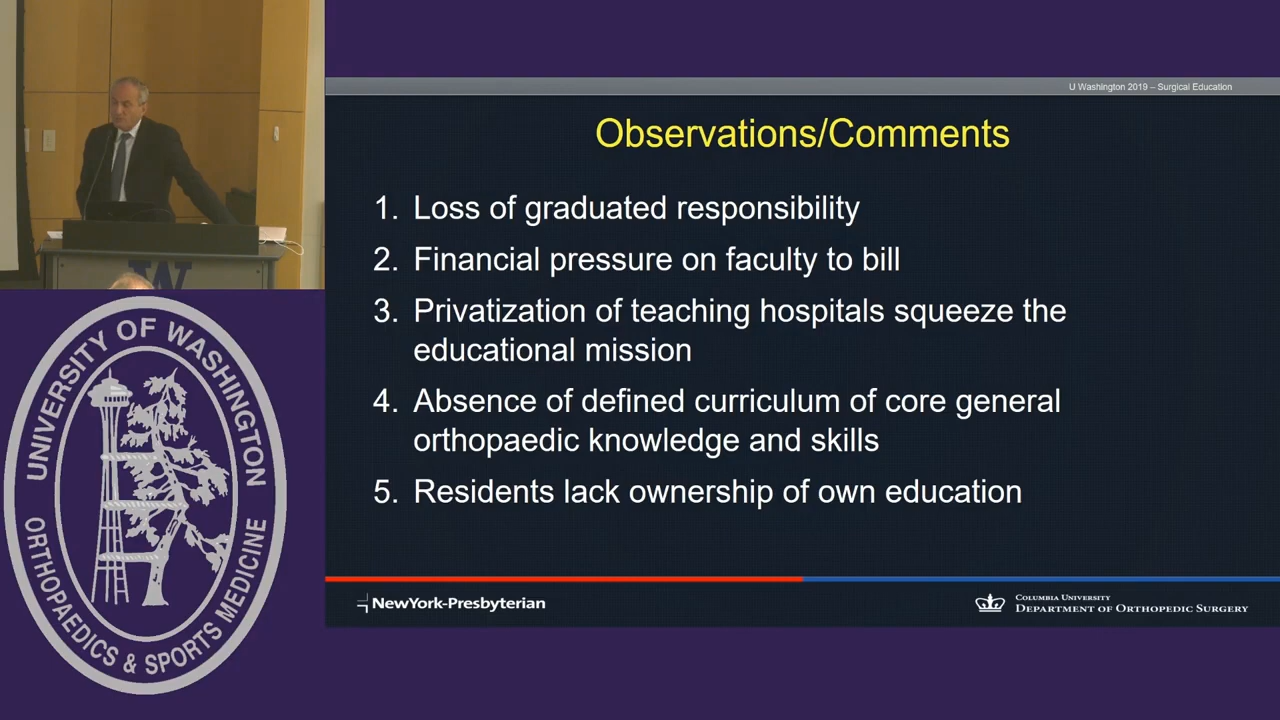 U Washington 2019 – Surgical Education
Observations/Comments
1. Loss of graduated responsibility
2. Financial pressure on faculty to bill
3. Privatization of teaching hospitals squeeze the
educational mission
4. Absence of defined curriculum of core general
orthopaedic knowledge and skills
5. Residents lack ownership of own education
NewYork-Presbyterian
COLUMBIA UNIVERSITY
DEPARTMENT OF ORTHOPEDIC SURGERY
W
UNIVERSITY OF WASHINGTON
ORTHOPAEDICS & SPORTS MEDICINE